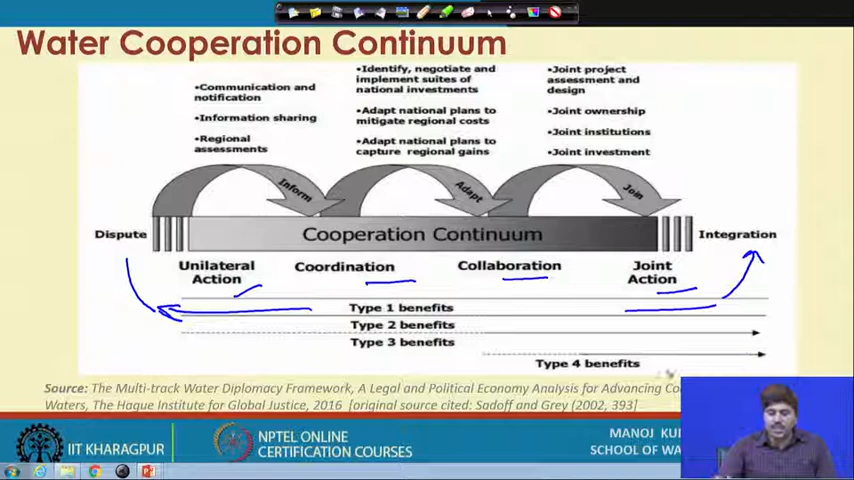 Water Cooperation Continuum
•Communication and
notification
•Information sharing
•Regional
assessments
•Identify, negotiate and
implement suites of
national investments
•Adapt national plans to
mitigate regional costs
•Adapt national plans to
capture regional gains
•Joint project
assessment and
design
•Joint ownership
•Joint institutions
•Joint investment
Inform
Adapt
Join
Dispute
Cooperation Continuum
Integration
Unilateral
Action
Coordination
Collaboration
Joint
Action
Type 1 benefits
Type 2 benefits
Type 3 benefits
Type 4 benefits
Source: The Multi-track Water Diplomacy Framework, A Legal and Political Economy Analysis for Advancing
Waters, The Hague Institute for Global Justice, 2016 [original source cited: Sadoff and Grey (2002, 393]
IIT KHARAGPUR
NPTEL ONLINE
CERTIFICATION COURSES
MANOJ
SCHOOL OF